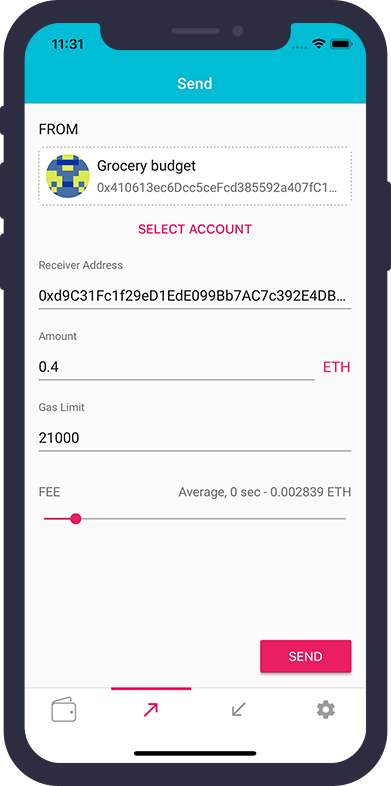 11:31
Send
FROM
Grocery budget
0x410613ec6Dcc5ceFcd385592a407fC1…
SELECT ACCOUNT
Receiver Address
0xd9C31Fc1f29eD1EdE099Bb7AC7c392E4DB…
Amount
0.4 ETH
Gas Limit
21000
FEE Average, 0 sec - 0.002839 ETH
SEND